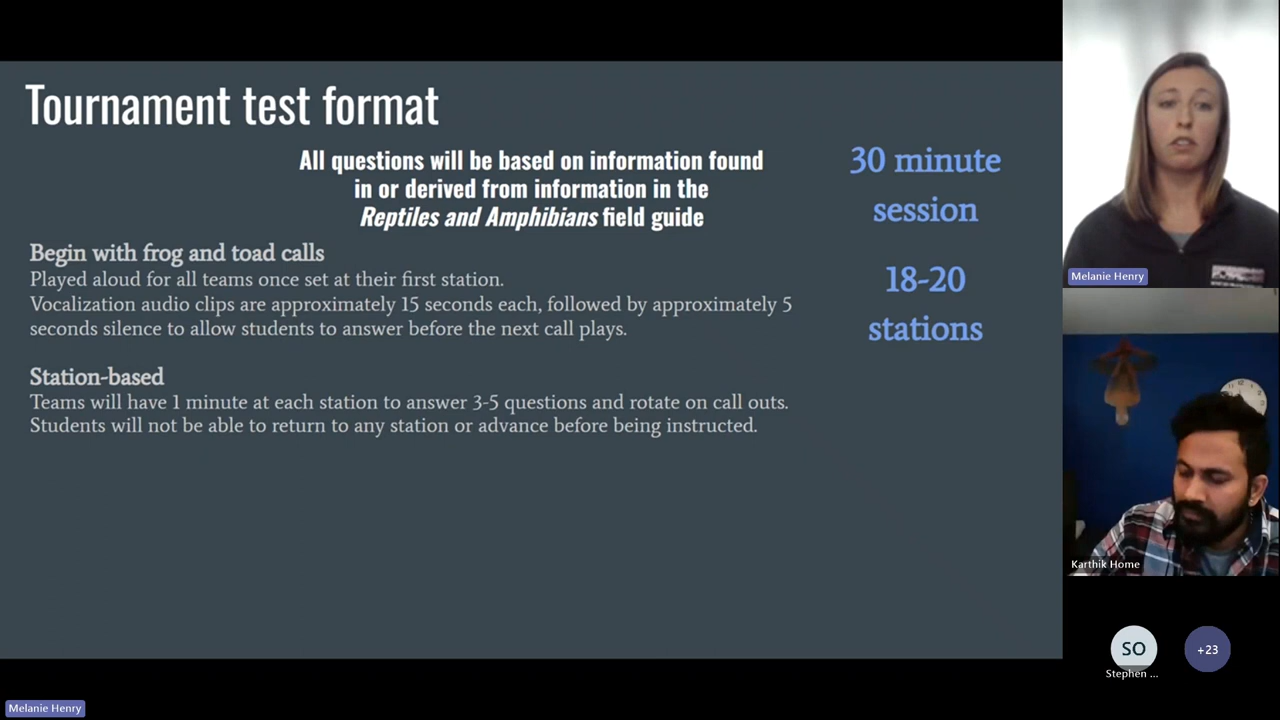 Tournament test format
All questions will be based on information found
in or derived from information in the
Reptiles and Amphibians field guide
30 minute
session
18-20
stations
Begin with frog and toad calls
Played aloud for all teams once set at their first station.
Vocalization audio clips are approximately 15 seconds each, followed by approximately 5
seconds silence to allow students to answer before the next call plays.
Station-based
Teams will have 1 minute at each station to answer 3-5 questions and rotate on call outs.
Students will not be able to return to any station or advance before being instructed.
Melanie Henry
Karthik Home
SO
Stephen ...
+23
Melanie Henry